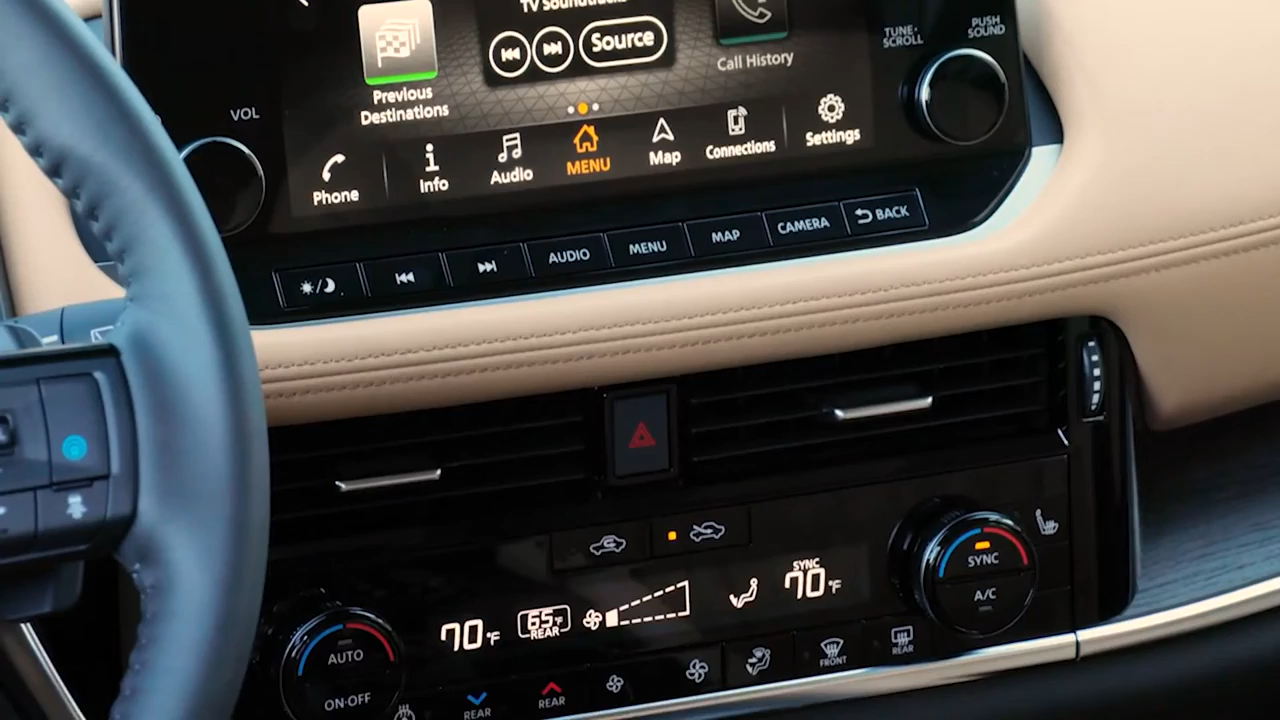 TV Soundtracks
Source
TUNE·
SCROLL
PUSH
SOUND
Previous
Destinations
Call History
VOL
Phone
Info
Audio
MENU
Map
Connections
Settings
AUDIO
MENU
MAP
CAMERA
BACK
SYNC
A/C
SYNC
70°F
65°F
REAR
70°F
AUTO
ON·OFF
REAR
REAR
FRONT
REAR